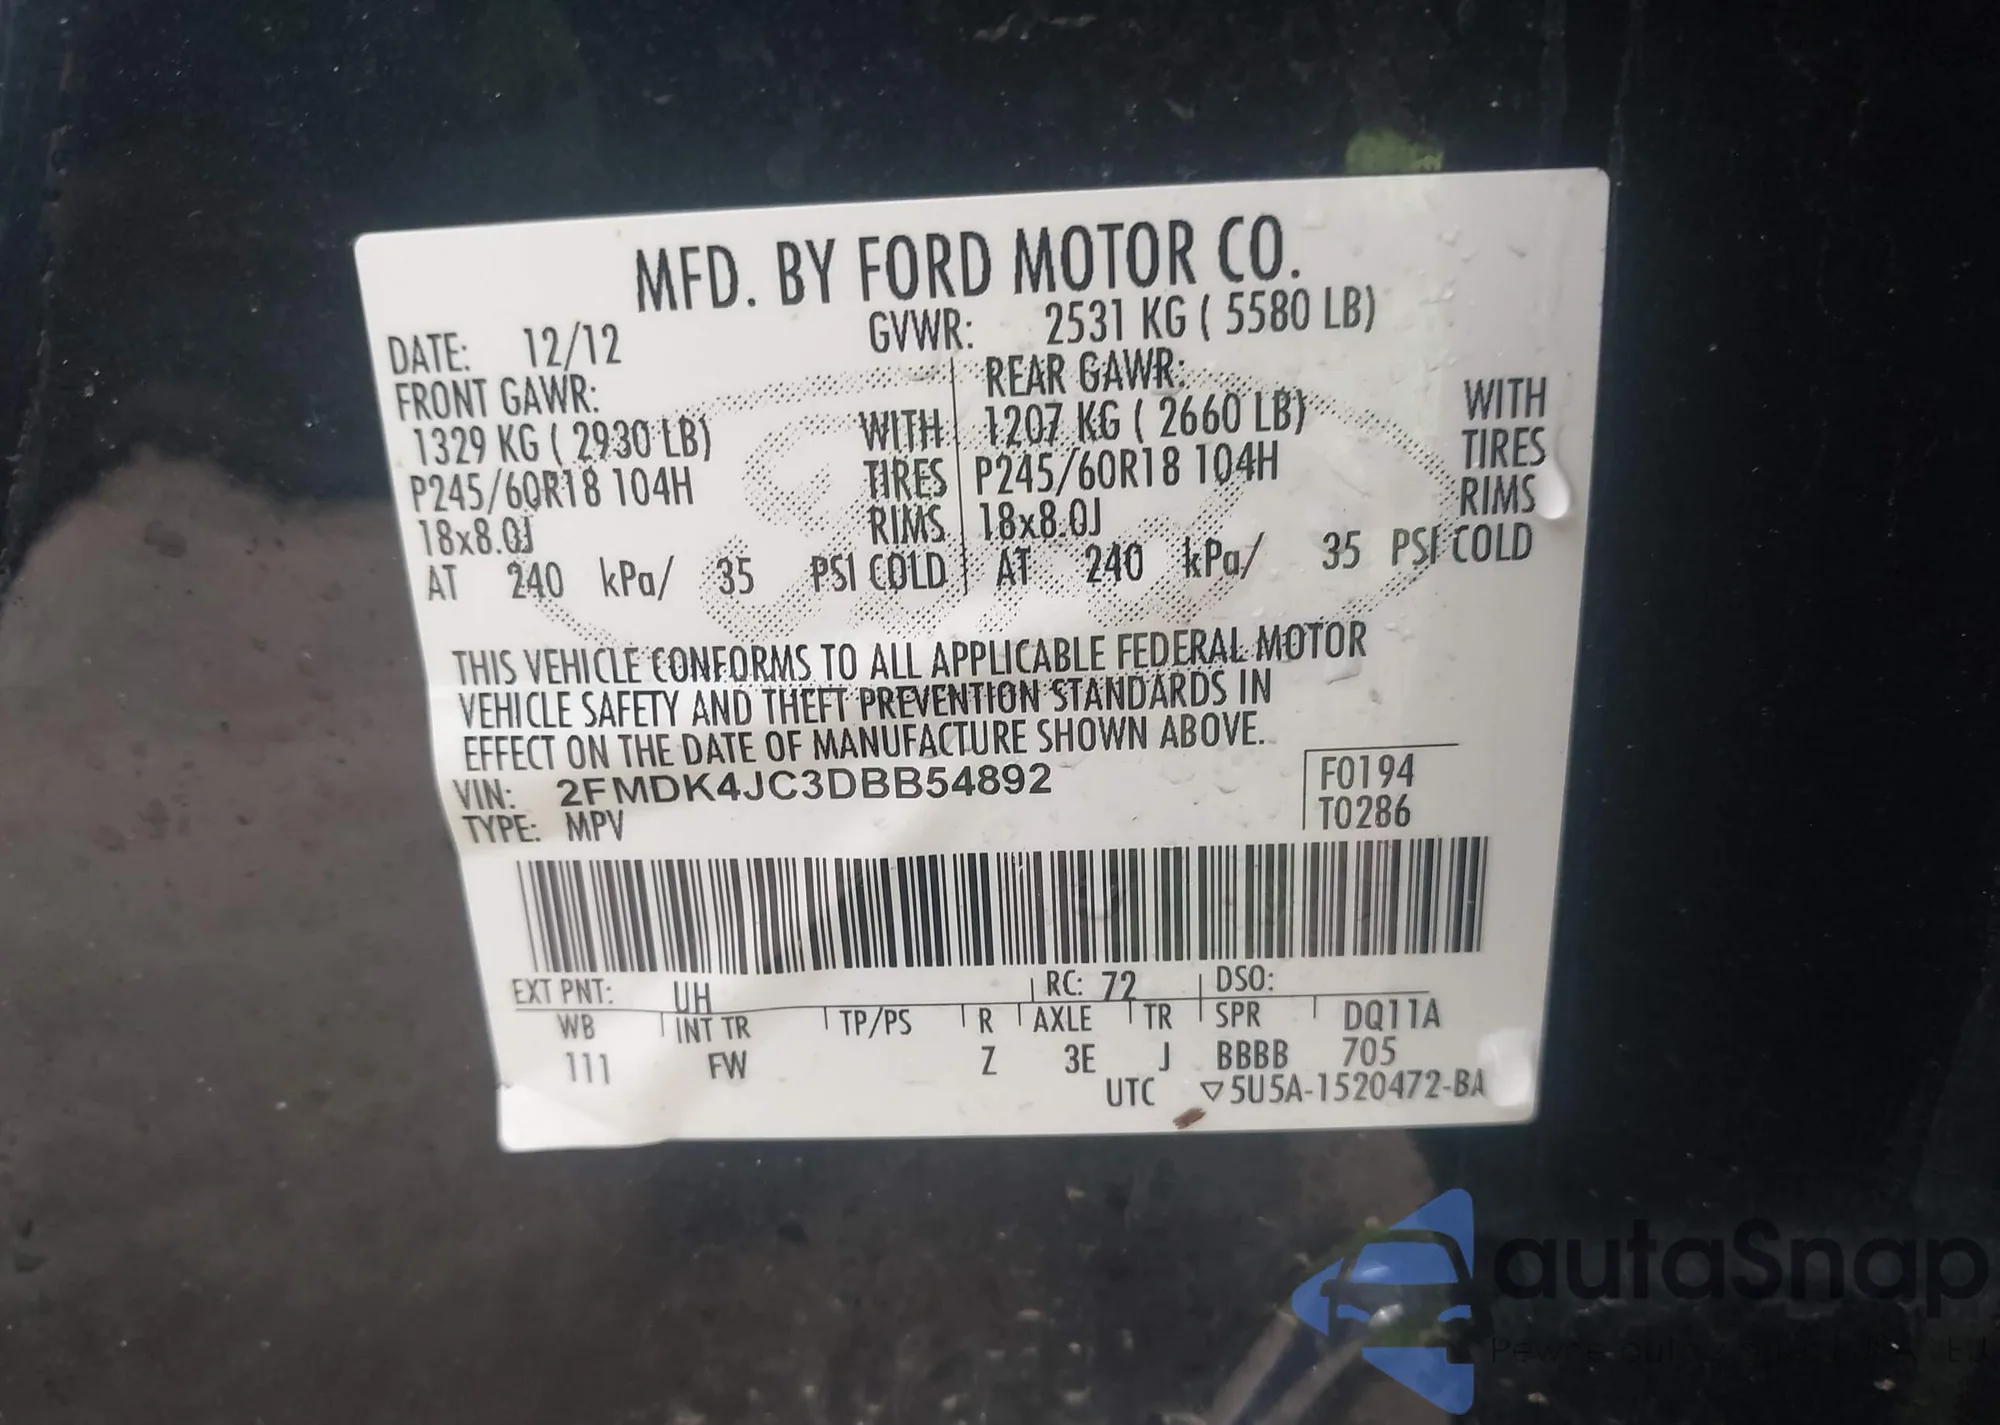 MFD. BY FORD MOTOR CO.
DATE: 12/12 GVWR: 2531 KG ( 5580 LB)
FRONT GAWR: REAR GAWR:
1329 KG ( 2930 LB) WITH 1207 KG ( 2660 LB) WITH
P245/60R18 104H TIRES P245/60R18 104H TIRES
18x8.0J RIMS 18x8.0J RIMS
AT 240 kPa/ 35 PSI COLD AT 240 kPa/ 35 PSI COLD
THIS VEHICLE CONFORMS TO ALL APPLICABLE FEDERAL MOTOR
VEHICLE SAFETY AND THEFT PREVENTION STANDARDS IN
EFFECT ON THE DATE OF MANUFACTURE SHOWN ABOVE.
VIN: 2FMDK4JC3DBB54892 F0194
TYPE: MPV T0286
EXT PNT: UH RC: 72 DSO:
WB INT TR TP/PS R AXLE TR SPR DQ11A
111 FW Z 3E J BBBB 705
UTC ▽5U5A-1520472-BA
autaSnap
Pewne auta